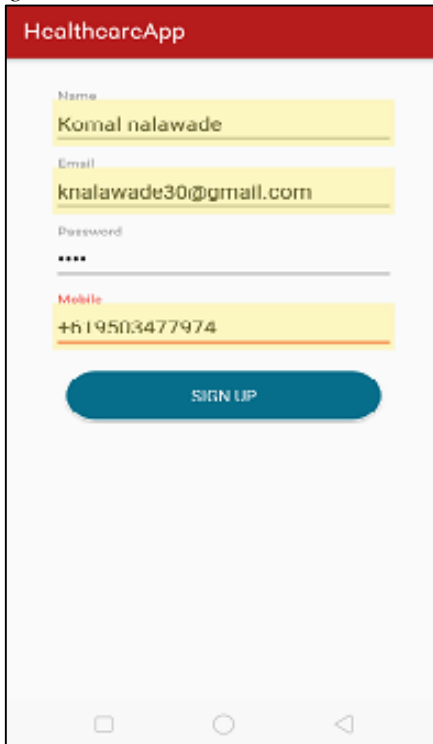 HealthcareApp
Name
Komal nalawade
Email
knalawade30@gmail.com
Password
••••
Mobile
+619503477974
SIGN UP